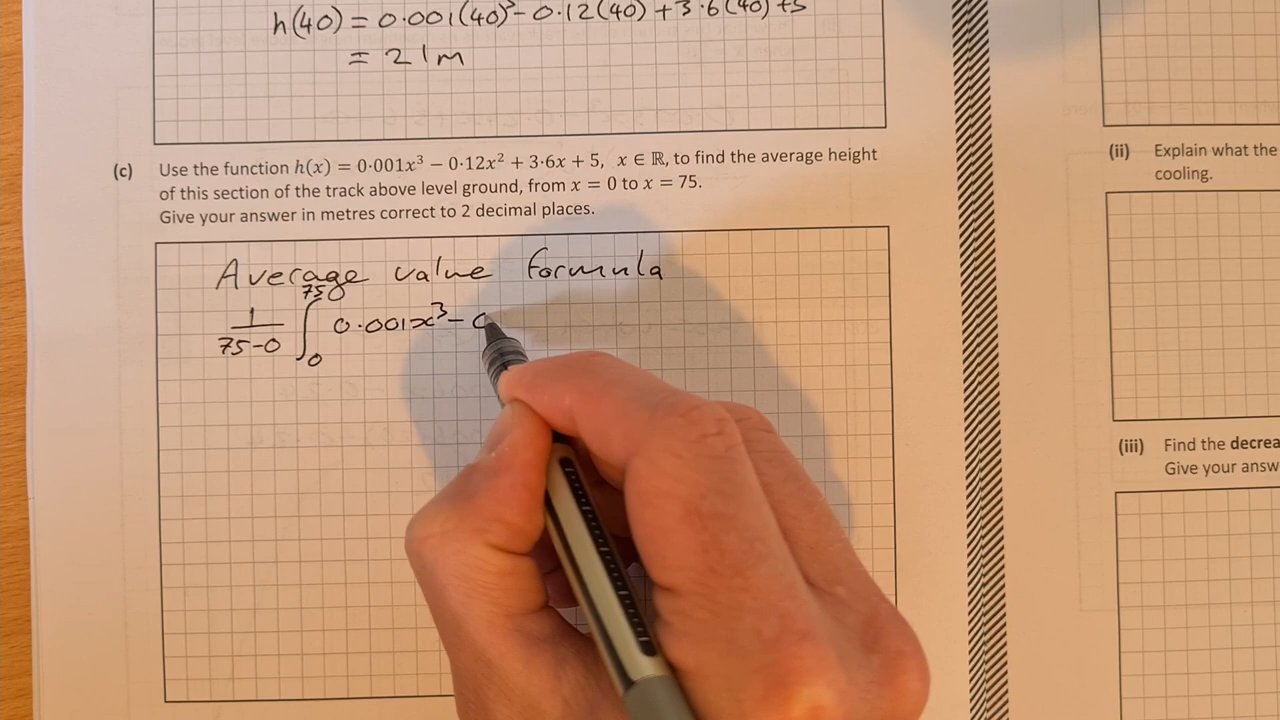 h(40) = 0.001(40)³ - 0.12(40) + 3.6(40) + 5
= 21m
(c) Use the function h(x) = 0·001x³ − 0·12x² + 3·6x + 5, x ∈ ℝ, to find the average height
of this section of the track above level ground, from x = 0 to x = 75.
Give your answer in metres correct to 2 decimal places.
Average value formula
1/75-0 ∫₀⁷⁵ 0.001x³ - 0
(ii) Explain what the
cooling.
(iii) Find the decrea
Give your answ